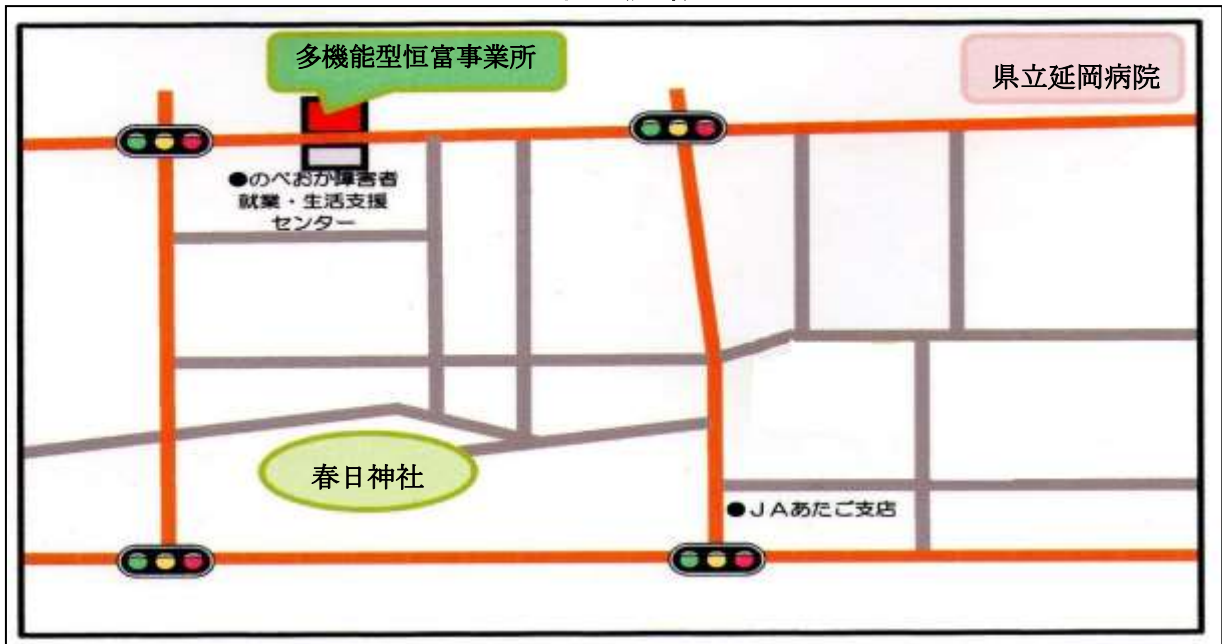 多機能型恒富事業所
県立延岡病院
●のべおか障害者
就業・生活支援
センター
春日神社
●JAあたご支店